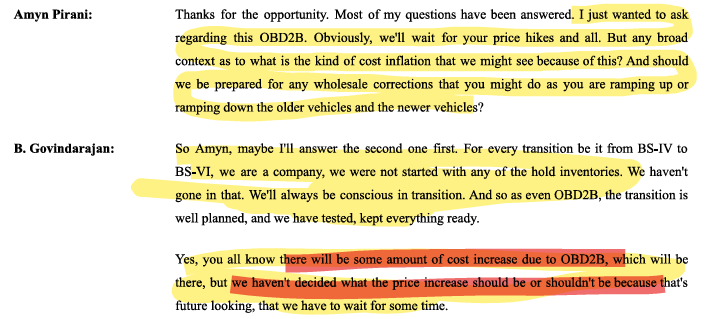 Amyn Pirani: Thanks for the opportunity. Most of my questions have been answered. I just wanted to ask
regarding this OBD2B. Obviously, we'll wait for your price hikes and all. But any broad
context as to what is the kind of cost inflation that we might see because of this? And should
we be prepared for any wholesale corrections that you might do as you are ramping up or
ramping down the older vehicles and the newer vehicles?
B. Govindarajan: So Amyn, maybe I'll answer the second one first. For every transition be it from BS-IV to
BS-VI, we are a company, we were not started with any of the hold inventories. We haven't
gone in that. We'll always be conscious in transition. And so as even OBD2B, the transition is
well planned, and we have tested, kept everything ready.
Yes, you all know there will be some amount of cost increase due to OBD2B, which will be
there, but we haven't decided what the price increase should be or shouldn't be because that's
future looking, that we have to wait for some time.